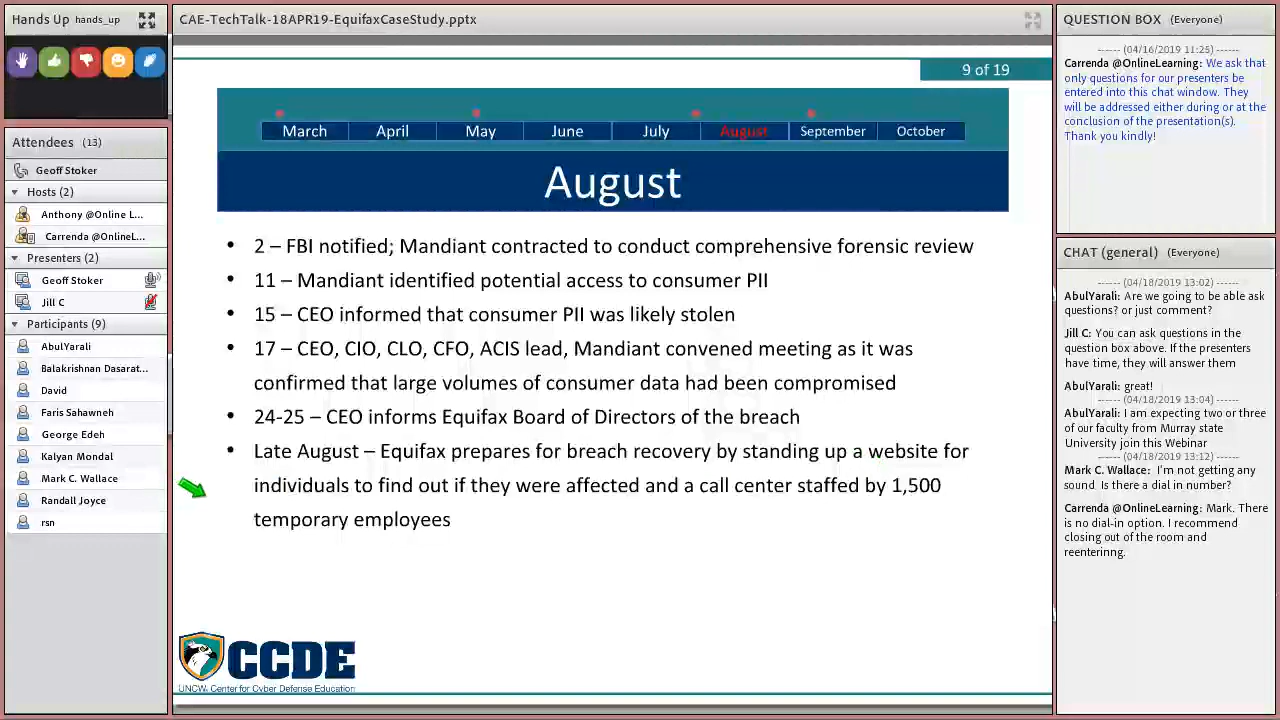 Hands Up hands_up
Attendees (13)
Geoff Stoker
Hosts (2)
Anthony @Online L...
Carrenda @OnlineL...
Presenters (2)
Geoff Stoker
Jill C
Participants (9)
AbulYarali
Balakrishnan Dasarat...
David
Faris Sahawneh
George Edeh
Kalyan Mondal
Mark C. Wallace
Randall Joyce
rsn
CAE-TechTalk-18APR19-EquifaxCaseStudy.pptx
9 of 19
March April May June July August September October
August
• 2 – FBI notified; Mandiant contracted to conduct comprehensive forensic review
• 11 – Mandiant identified potential access to consumer PII
• 15 – CEO informed that consumer PII was likely stolen
• 17 – CEO, CIO, CLO, CFO, ACIS lead, Mandiant convened meeting as it was
confirmed that large volumes of consumer data had been compromised
• 24-25 – CEO informs Equifax Board of Directors of the breach
• Late August – Equifax prepares for breach recovery by standing up a website for
individuals to find out if they were affected and a call center staffed by 1,500
temporary employees
CCDE
UNCW Center for Cyber Defense Education
QUESTION BOX (Everyone)
------ (04/16/2019 11:25) ------
Carrenda @OnlineLearning: We ask that
only questions for our presenters be
entered into this chat window. They
will be addressed either during or at the
conclusion of the presentation(s).
Thank you kindly!
CHAT (general) (Everyone)
------ (04/18/2019 13:02) ------
AbulYarali: Are we going to be able ask
questions? or just comment?
Jill C: You can ask questions in the
question box above. If the presenters
have time, they will answer them
AbulYarali: great!
------ (04/18/2019 13:04) ------
AbulYarali: I am expecting two or three
of our faculty from Murray state
University join this Webinar
------ (04/18/2019 13:12) ------
Mark C. Wallace: I'm not getting any
sound. Is there a dial in number?
Carrenda @OnlineLearning: Mark. There
is no dial-in option. I recommend
closing out of the room and
reenterinng.